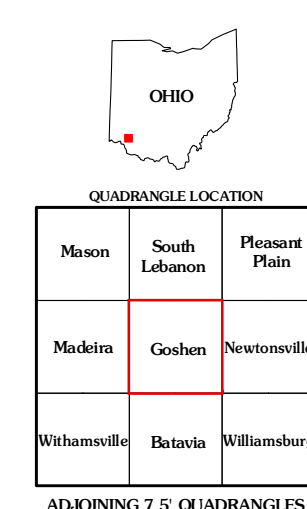 OHIO
QUADRANGLE LOCATION
Mason
South
Lebanon
Pleasant
Plain
Madeira
Goshen
Newtonsville
Withamsville
Batavia
Williamsburg
ADJOINING 7.5' QUADRANGLES